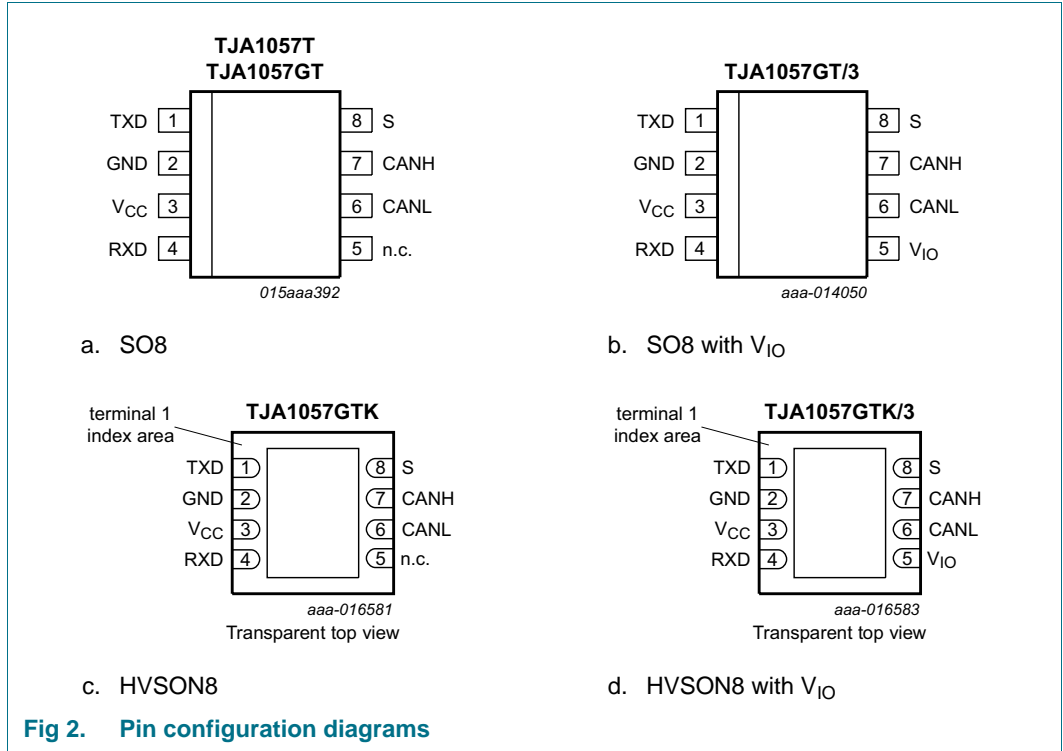 TJA1057T
TJA1057GT
TXD 1
GND 2
VCC 3
RXD 4
8 S
7 CANH
6 CANL
5 n.c.
015aaa392
a. SO8
TJA1057GT/3
TXD 1
GND 2
VCC 3
RXD 4
8 S
7 CANH
6 CANL
5 VIO
aaa-014050
b. SO8 with VIO
terminal 1
index area
TJA1057GTK
TXD 1
GND 2
VCC 3
RXD 4
8 S
7 CANH
6 CANL
5 n.c.
aaa-016581
Transparent top view
c. HVSON8
terminal 1
index area
TJA1057GTK/3
TXD 1
GND 2
VCC 3
RXD 4
8 S
7 CANH
6 CANL
5 VIO
aaa-016583
Transparent top view
d. HVSON8 with VIO
Fig 2. Pin configuration diagrams